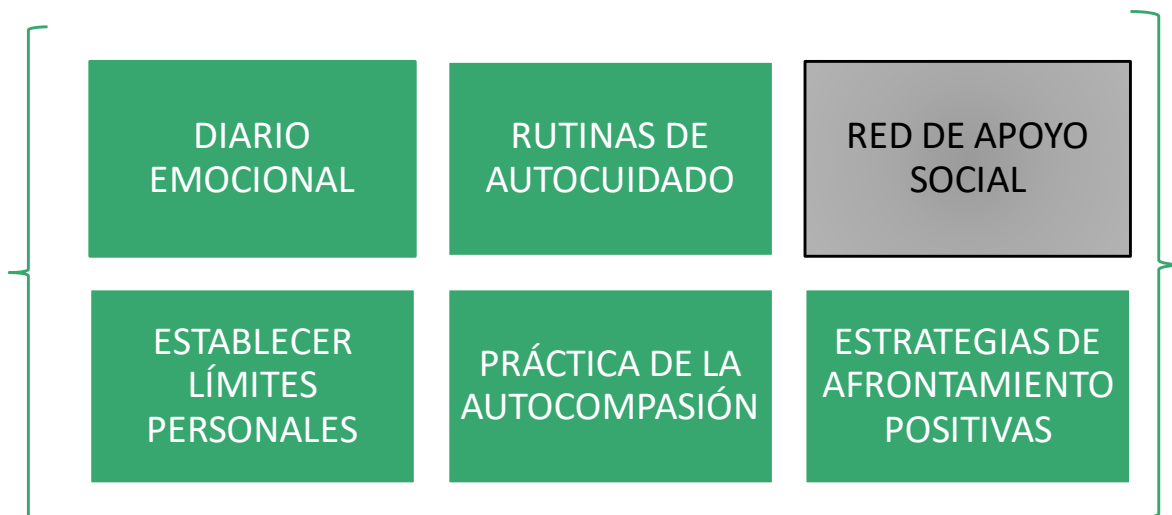 DIARIO
EMOCIONAL
RUTINAS DE
AUTOCUIDADO
RED DE APOYO
SOCIAL
ESTABLECER
LÍMITES
PERSONALES
PRÁCTICA DE LA
AUTOCOMPASIÓN
ESTRATEGIAS DE
AFRONTAMIENTO
POSITIVAS